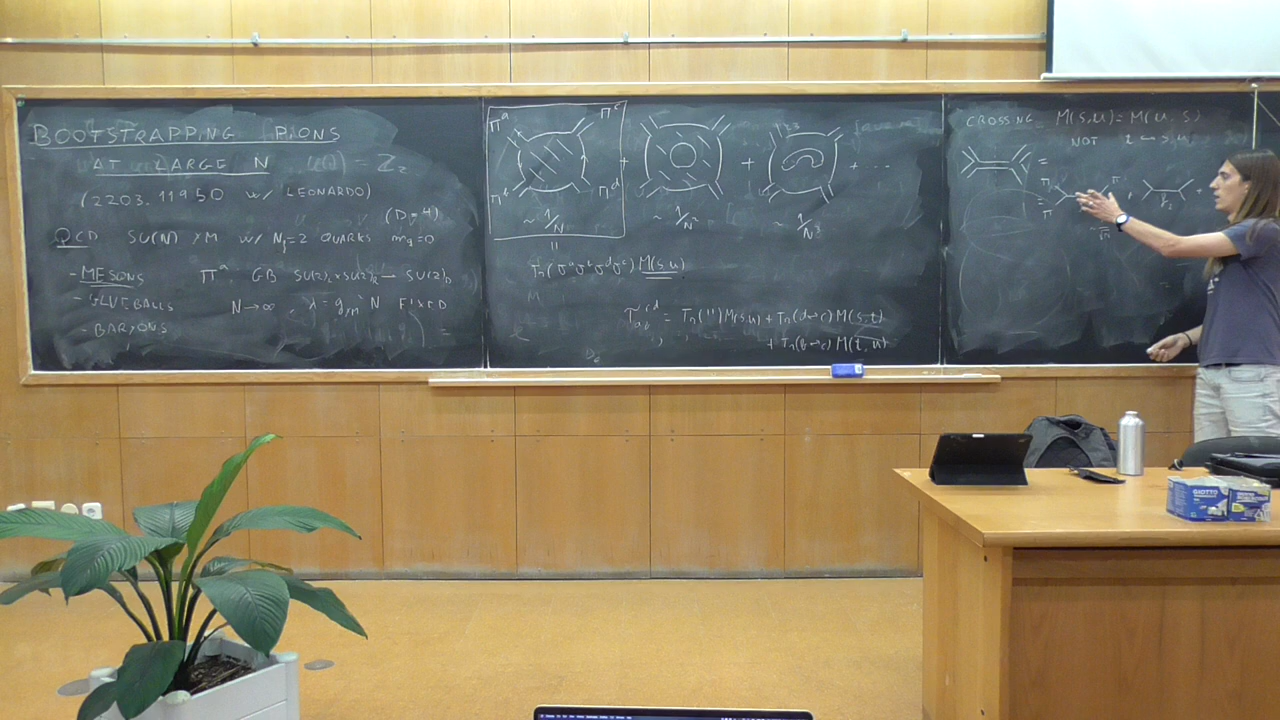 BOOTSTRAPPING PIONS
AT LARGE N
(2203.11950 W/ LEONARDO)
(D=4)
QCD SU(N) YM W/ N_f=2 QUARKS m_q=0
- MESONS Π^a GB SU(2)_L×SU(2)_R→SU(2)_D
- GLUEBALLS N→∞, λ=g_YM^2 N FIXED
- BARYONS
Π^a Π^c
Π^b Π^d
+ + + ...
~ 1/N ~ 1/N^2 ~ 1/N^3
=
Tr(σ^a σ^b σ^d σ^c) M(s,u)
T_ab^cd = Tr(11) M(s,u) + Tr(d↔c) M(s,t)
+ Tr(b↔c) M(t,u)
CROSSING M(s,u) = M(u,s)
NOT
=
=
GIOTTO